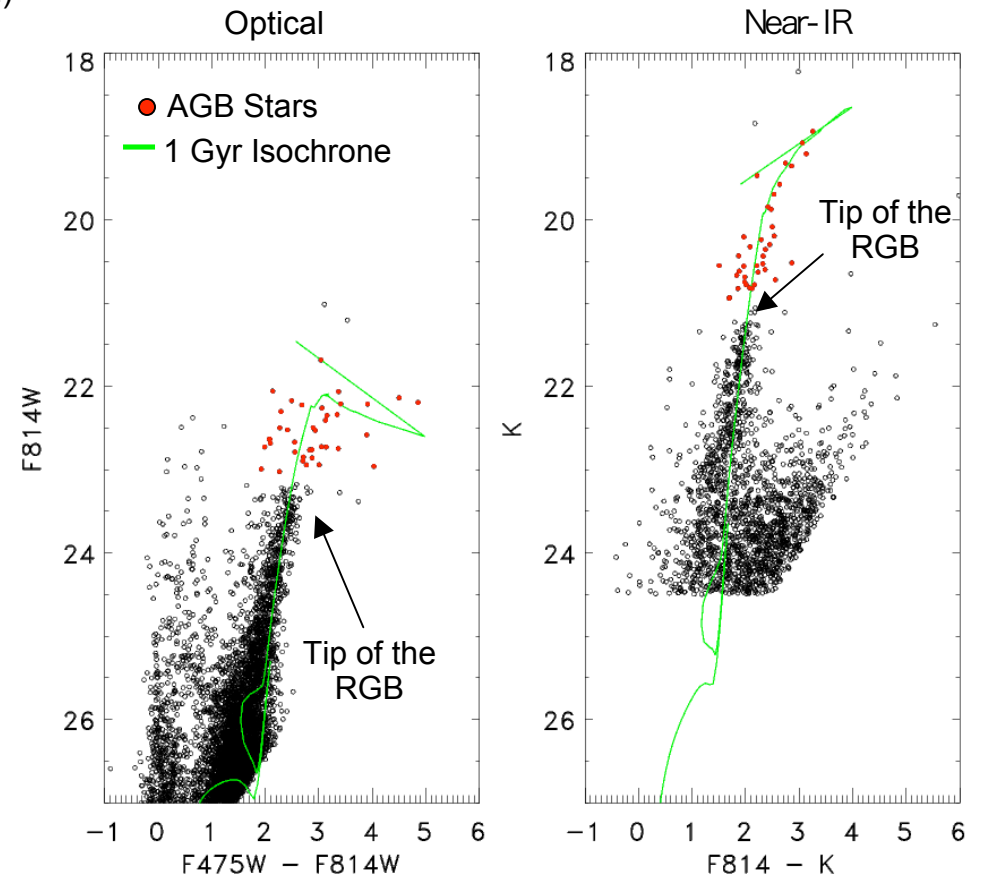 )
Optical
Near-IR
18
20
22
24
26
F814W
AGB Stars
1 Gyr Isochrone
Tip of the
RGB
−1 0 1 2 3 4 5 6
F475W − F814W
18
20
22
24
26
K
Tip of the
RGB
−1 0 1 2 3 4 5 6
F814 − K